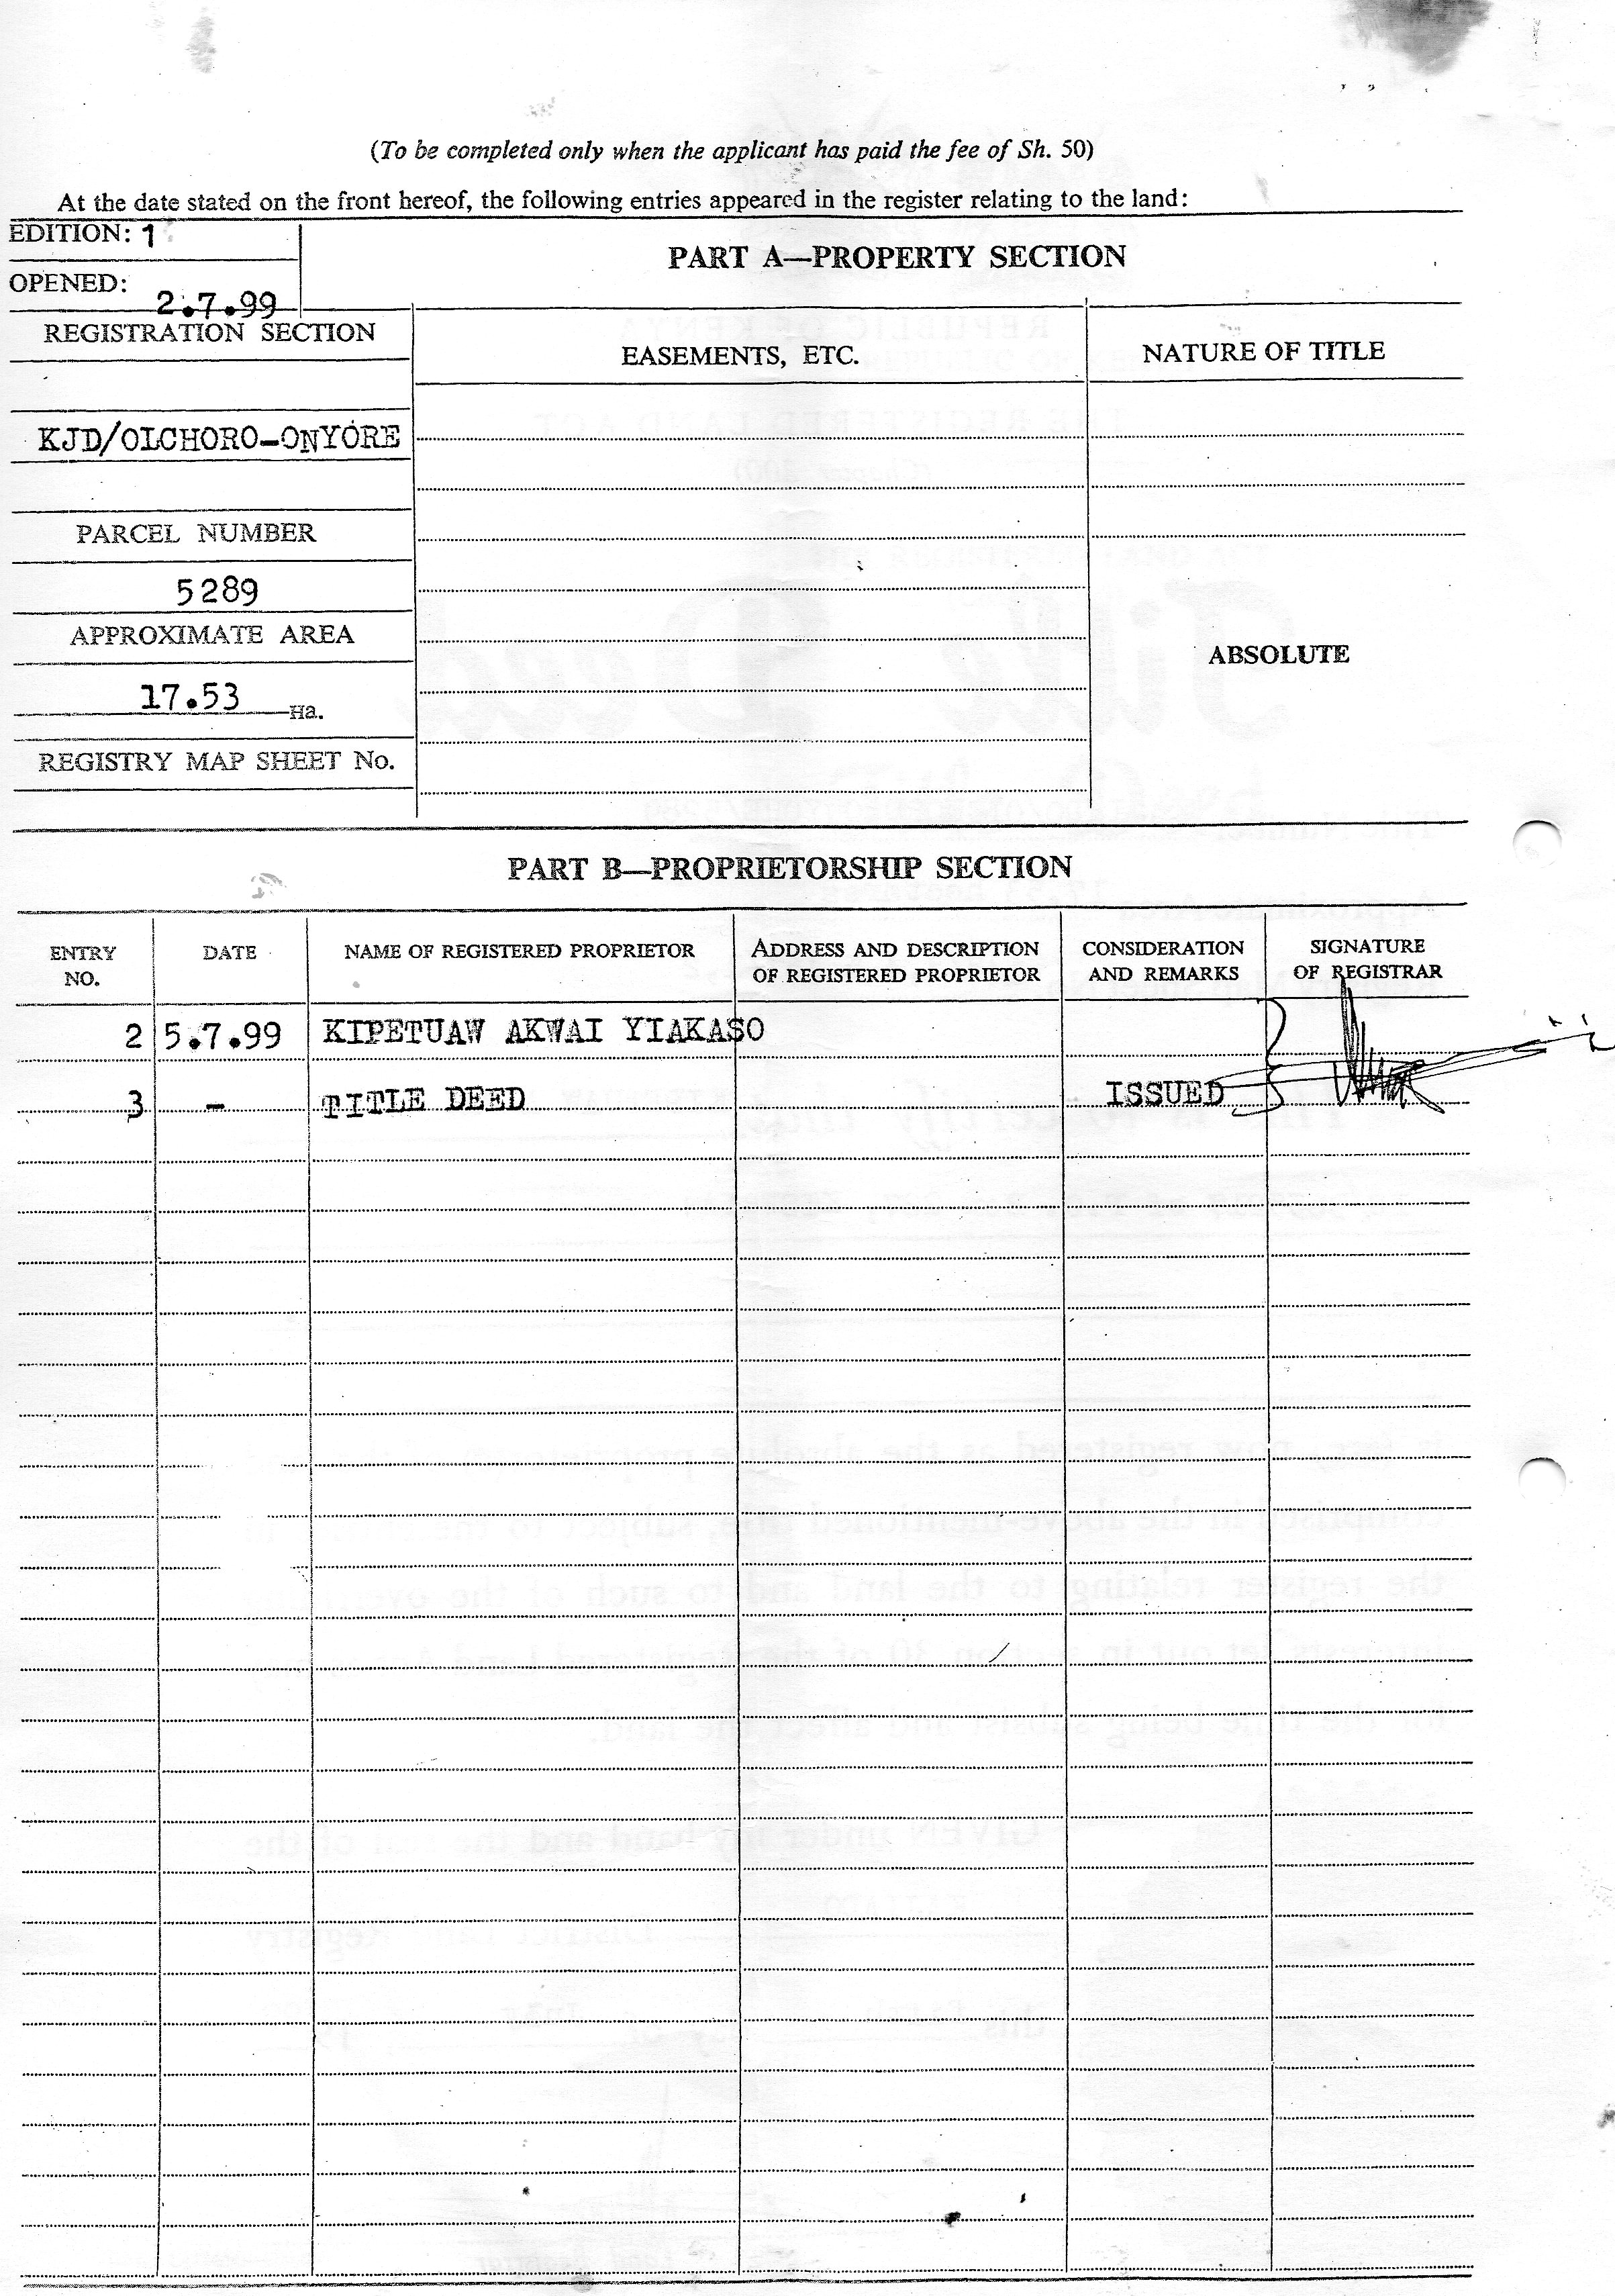 (To be completed only when the applicant has paid the fee of Sh. 50)
At the date stated on the front hereof, the following entries appeared in the register relating to the land:
EDITION: 1
OPENED: 2.7.99
PART A—PROPERTY SECTION
REGISTRATION SECTION
EASEMENTS, ETC.
NATURE OF TITLE
KJD/OLCHORO-ONYORE
PARCEL NUMBER
5289
APPROXIMATE AREA
ABSOLUTE
17.53 Ha.
REGISTRY MAP SHEET No.
PART B—PROPRIETORSHIP SECTION
ENTRY NO.
DATE
NAME OF REGISTERED PROPRIETOR
ADDRESS AND DESCRIPTION OF REGISTERED PROPRIETOR
CONSIDERATION AND REMARKS
SIGNATURE OF REGISTRAR
2 5.7.99 KIPETUAW AKWAI YIAKASO
3 - TITLE DEED ISSUED